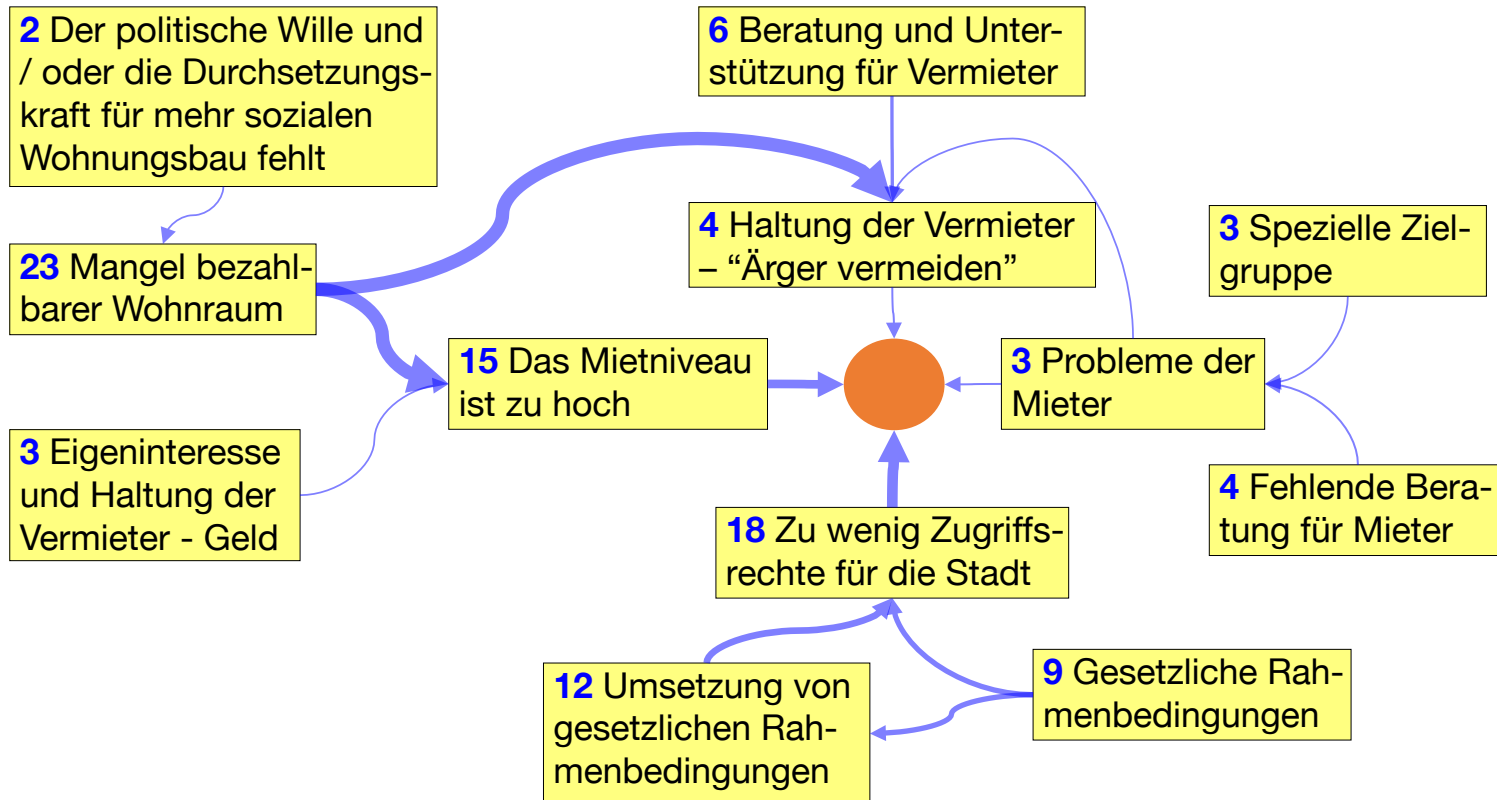 2 Der politische Wille und
/ oder die Durchsetzungs-
kraft für mehr sozialen
Wohnungsbau fehlt
6 Beratung und Unter-
stützung für Vermieter
4 Haltung der Vermieter
– “Ärger vermeiden”
3 Spezielle Ziel-
gruppe
23 Mangel bezahl-
barer Wohnraum
15 Das Mietniveau
ist zu hoch
3 Probleme der
Mieter
3 Eigeninteresse
und Haltung der
Vermieter - Geld
4 Fehlende Bera-
tung für Mieter
18 Zu wenig Zugriffs-
rechte für die Stadt
12 Umsetzung von
gesetzlichen Rah-
menbedingungen
9 Gesetzliche Rah-
menbedingungen